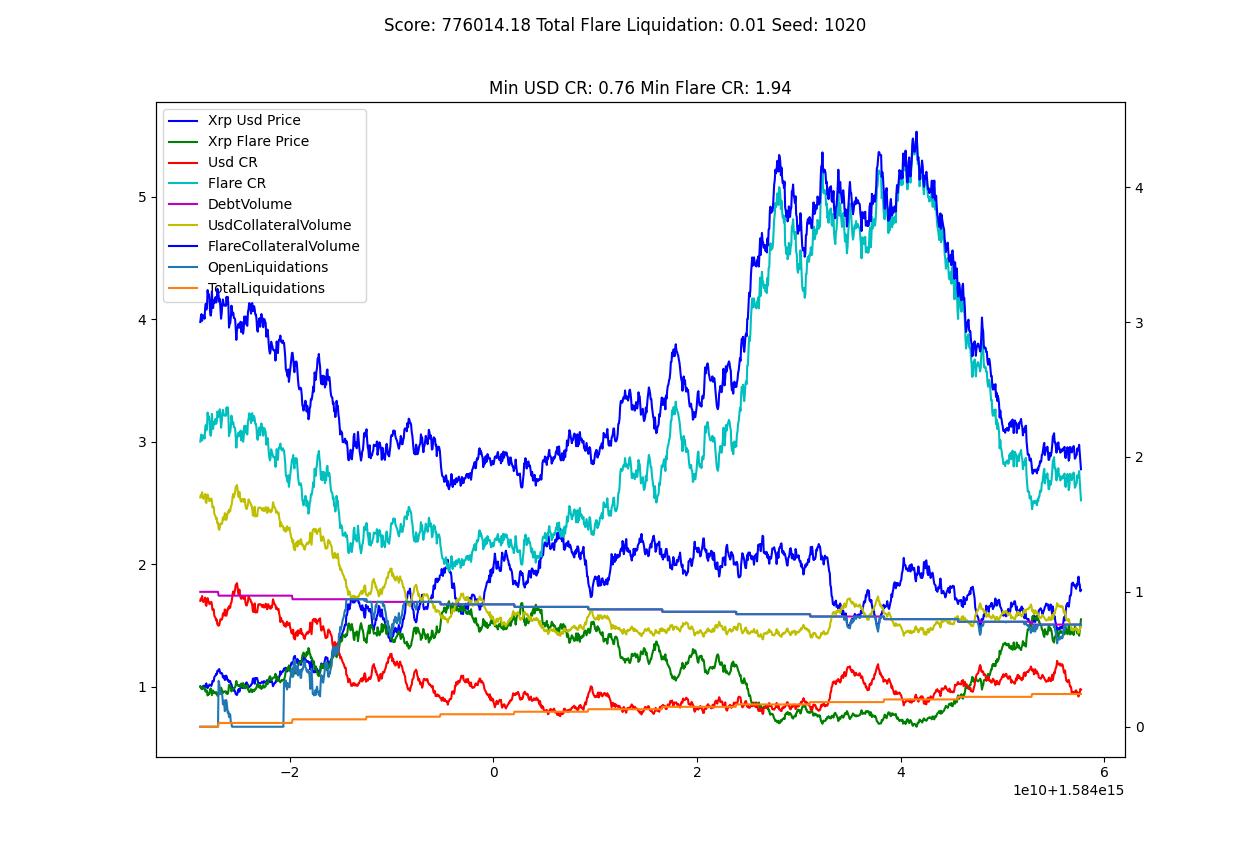 Score: 776014.18 Total Flare Liquidation: 0.01 Seed: 1020
Min USD CR: 0.76 Min Flare CR: 1.94
Xrp Usd Price
Xrp Flare Price
Usd CR
Flare CR
DebtVolume
UsdCollateralVolume
FlareCollateralVolume
OpenLiquidations
TotalLiquidations
5
4
3
2
1
4
3
2
1
0
−2
0
2
4
6
1e10+1.584e15